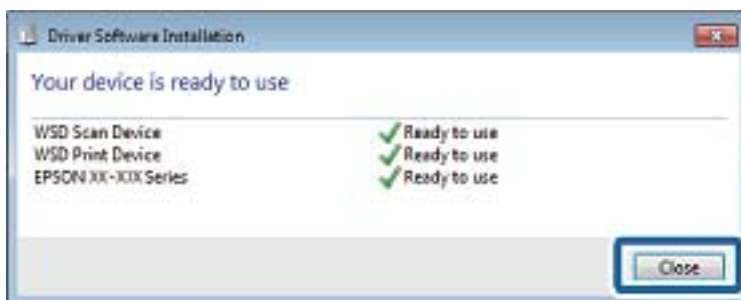 Driver Software Installation
Your device is ready to use
WSD Scan Device Ready to use
WSD Print Device Ready to use
EPSON XX-XXX Series Ready to use
Close